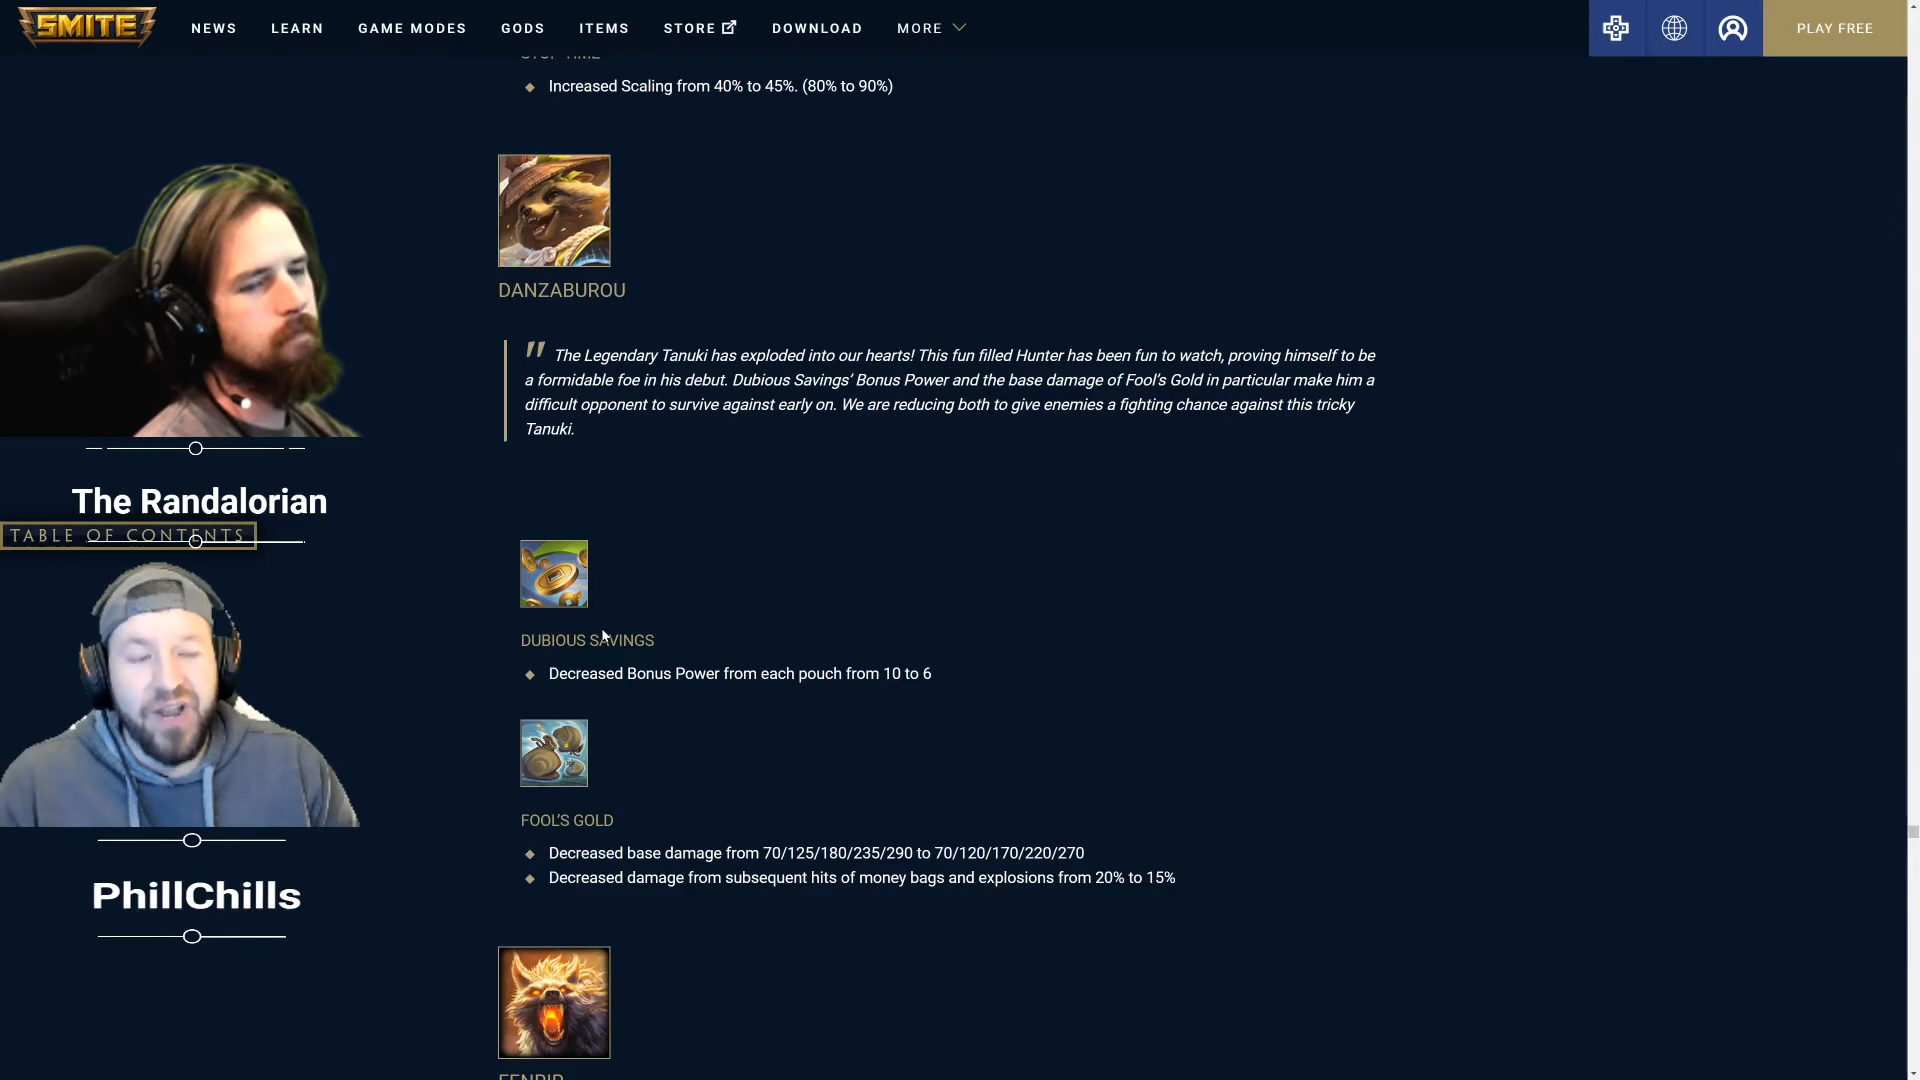 SMITE
NEWS
LEARN
GAME MODES
GODS
ITEMS
STORE
DOWNLOAD
MORE
PLAY FREE
STOP TIME
Increased Scaling from 40% to 45%. (80% to 90%)
DANZABUROU
" The Legendary Tanuki has exploded into our hearts! This fun filled Hunter has been fun to watch, proving himself to be
a formidable foe in his debut. Dubious Savings’ Bonus Power and the base damage of Fool’s Gold in particular make him a
difficult opponent to survive against early on. We are reducing both to give enemies a fighting chance against this tricky
Tanuki.
The Randalorian
TABLE OF CONTENTS
DUBIOUS SAVINGS
Decreased Bonus Power from each pouch from 10 to 6
FOOL’S GOLD
Decreased base damage from 70/125/180/235/290 to 70/120/170/220/270
Decreased damage from subsequent hits of money bags and explosions from 20% to 15%
PhillChills
FENRIR